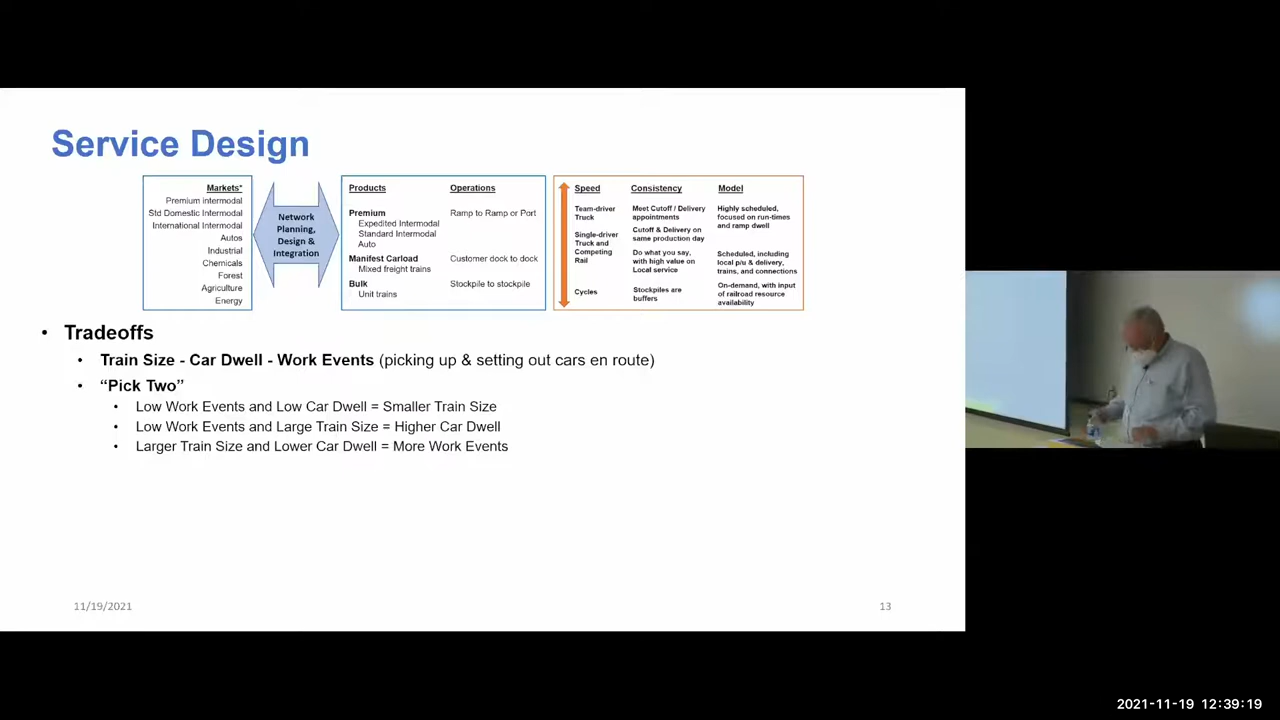 Service Design
Markets*
Premium intermodal
Std Domestic Intermodal
International Intermodal
Autos
Industrial
Chemicals
Forest
Agriculture
Energy
Network
Planning,
Design &
Integration
Products
Operations
Premium
Ramp to Ramp or Port
Expedited Intermodal
Standard Intermodal
Auto
Manifest Carload
Customer dock to dock
Mixed freight trains
Bulk
Stockpile to stockpile
Unit trains
Speed
Consistency
Model
Team-driver
Truck
Meet Cutoff / Delivery
appointments
Highly scheduled,
focused on run-times
and ramp dwell
Single-driver
Truck and
Competing
Rail
Cutoff & Delivery on
same production day
Do what you say,
with high value on
Local service
Scheduled, including
local p/u & delivery,
trains, and connections
Cycles
Stockpiles are
buffers
On-demand, with input
of railroad resource
availability
• Tradeoffs
• Train Size - Car Dwell - Work Events (picking up & setting out cars en route)
• “Pick Two”
• Low Work Events and Low Car Dwell = Smaller Train Size
• Low Work Events and Large Train Size = Higher Car Dwell
• Larger Train Size and Lower Car Dwell = More Work Events
11/19/2021
13
2021-11-19 12:39:19